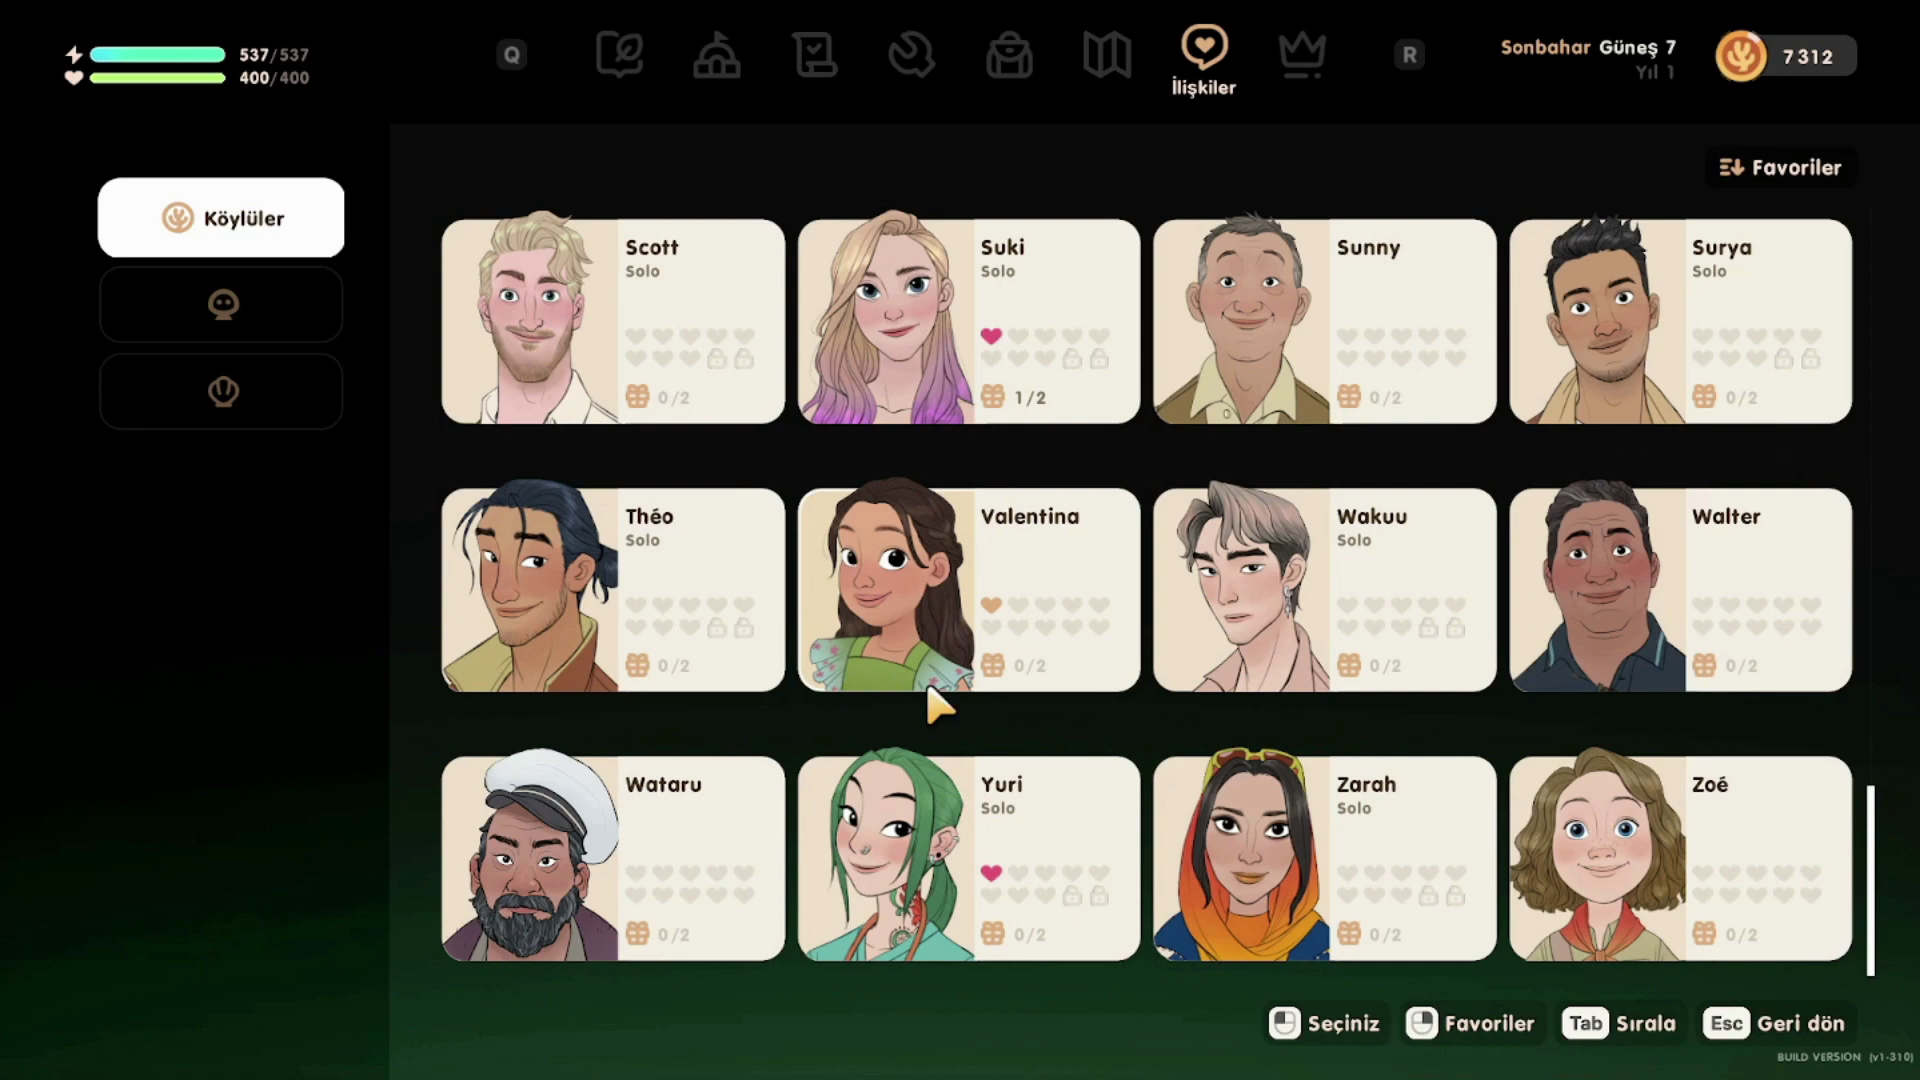 537/537
400/400
Q
İlişkiler
R
Sonbahar Güneş 7
Yıl 1
7312
Köylüler
Favoriler
Scott
Solo
0/2
Suki
Solo
1/2
Sunny
0/2
Surya
Solo
0/2
Théo
Solo
0/2
Valentina
0/2
Wakuu
Solo
0/2
Walter
0/2
Wataru
0/2
Yuri
Solo
0/2
Zarah
Solo
0/2
Zoé
0/2
Seçiniz
Favoriler
Tab Sırala
Esc Geri dön
BUILD VERSION (v1-310)